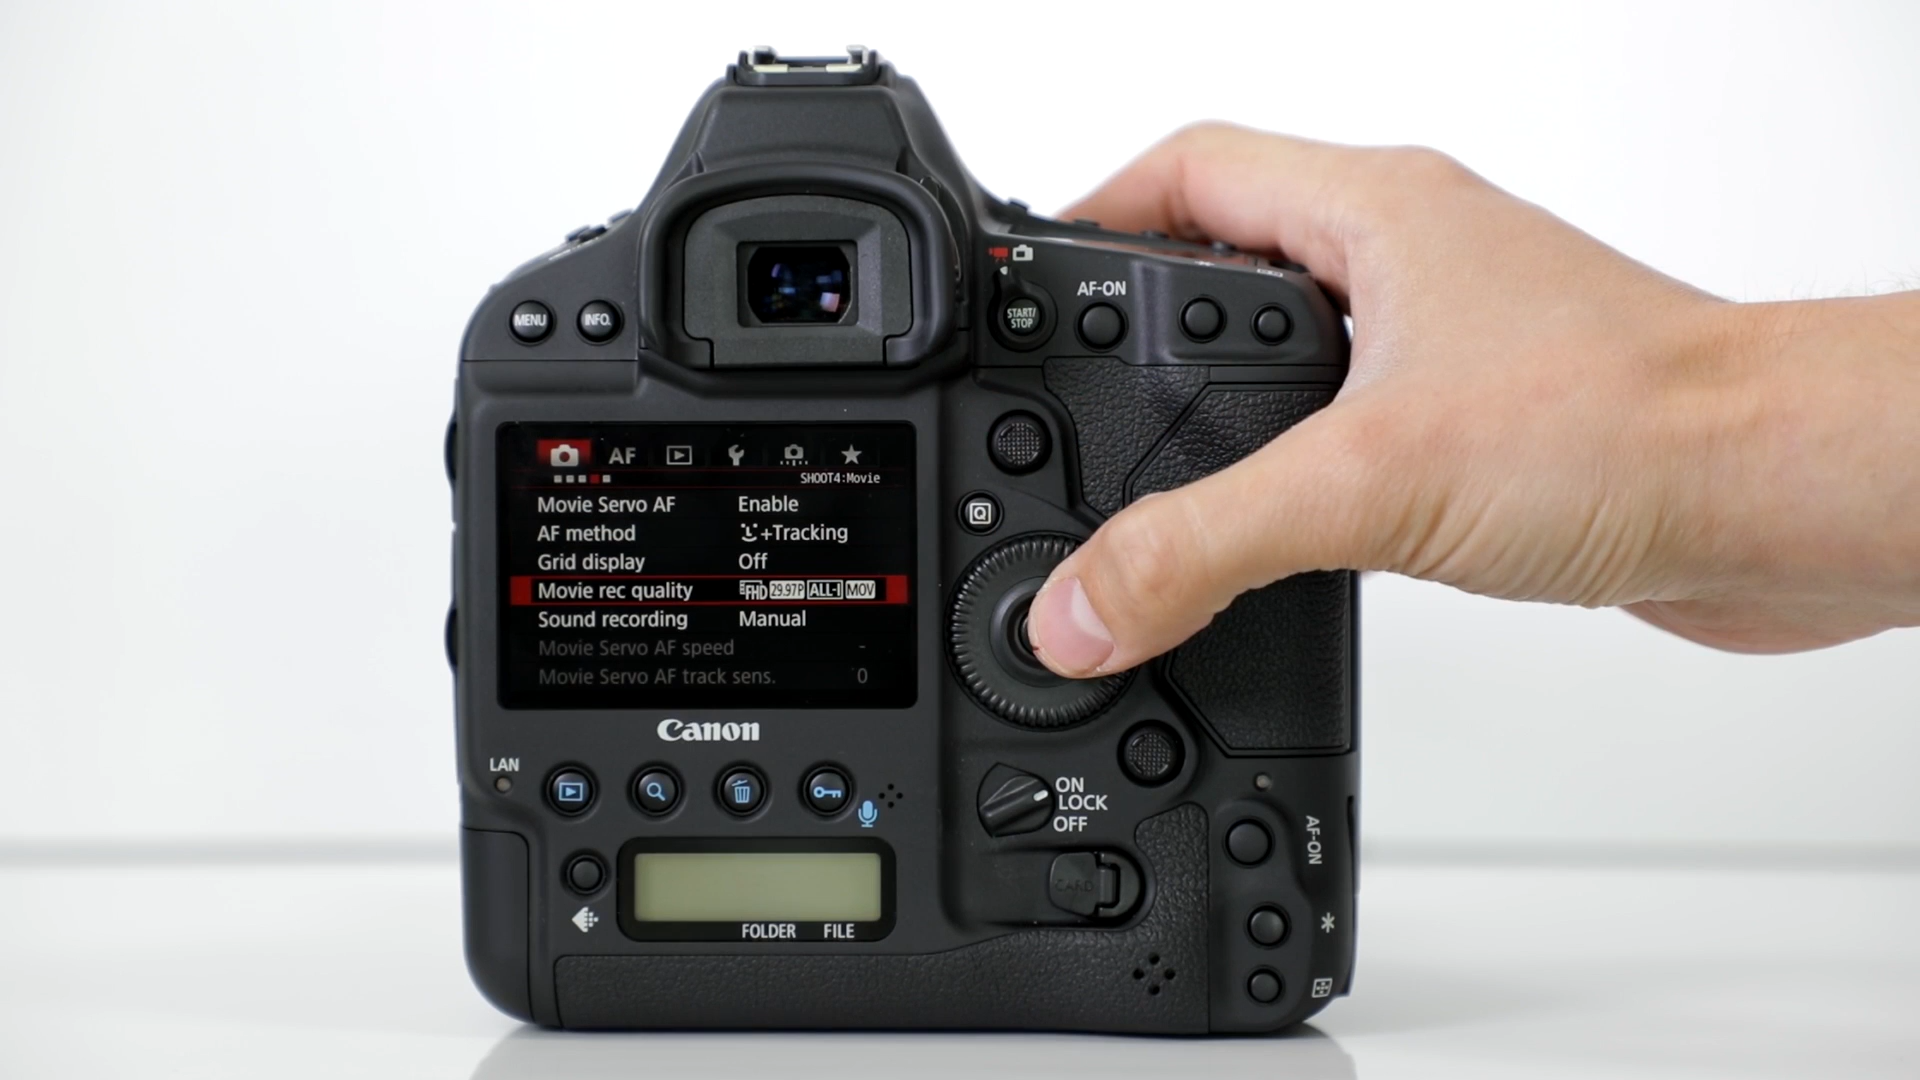 MENU
INFO.
START/
STOP
AF-ON
AF
SHOOT4:Movie
Movie Servo AF Enable
AF method +Tracking
Grid display Off
Movie rec quality FHD 29.97P ALL-I MOV
Sound recording Manual
Movie Servo AF speed -
Movie Servo AF track sens. 0
Q
Canon
LAN
ON
LOCK
OFF
AF-ON
CARD
FOLDER FILE